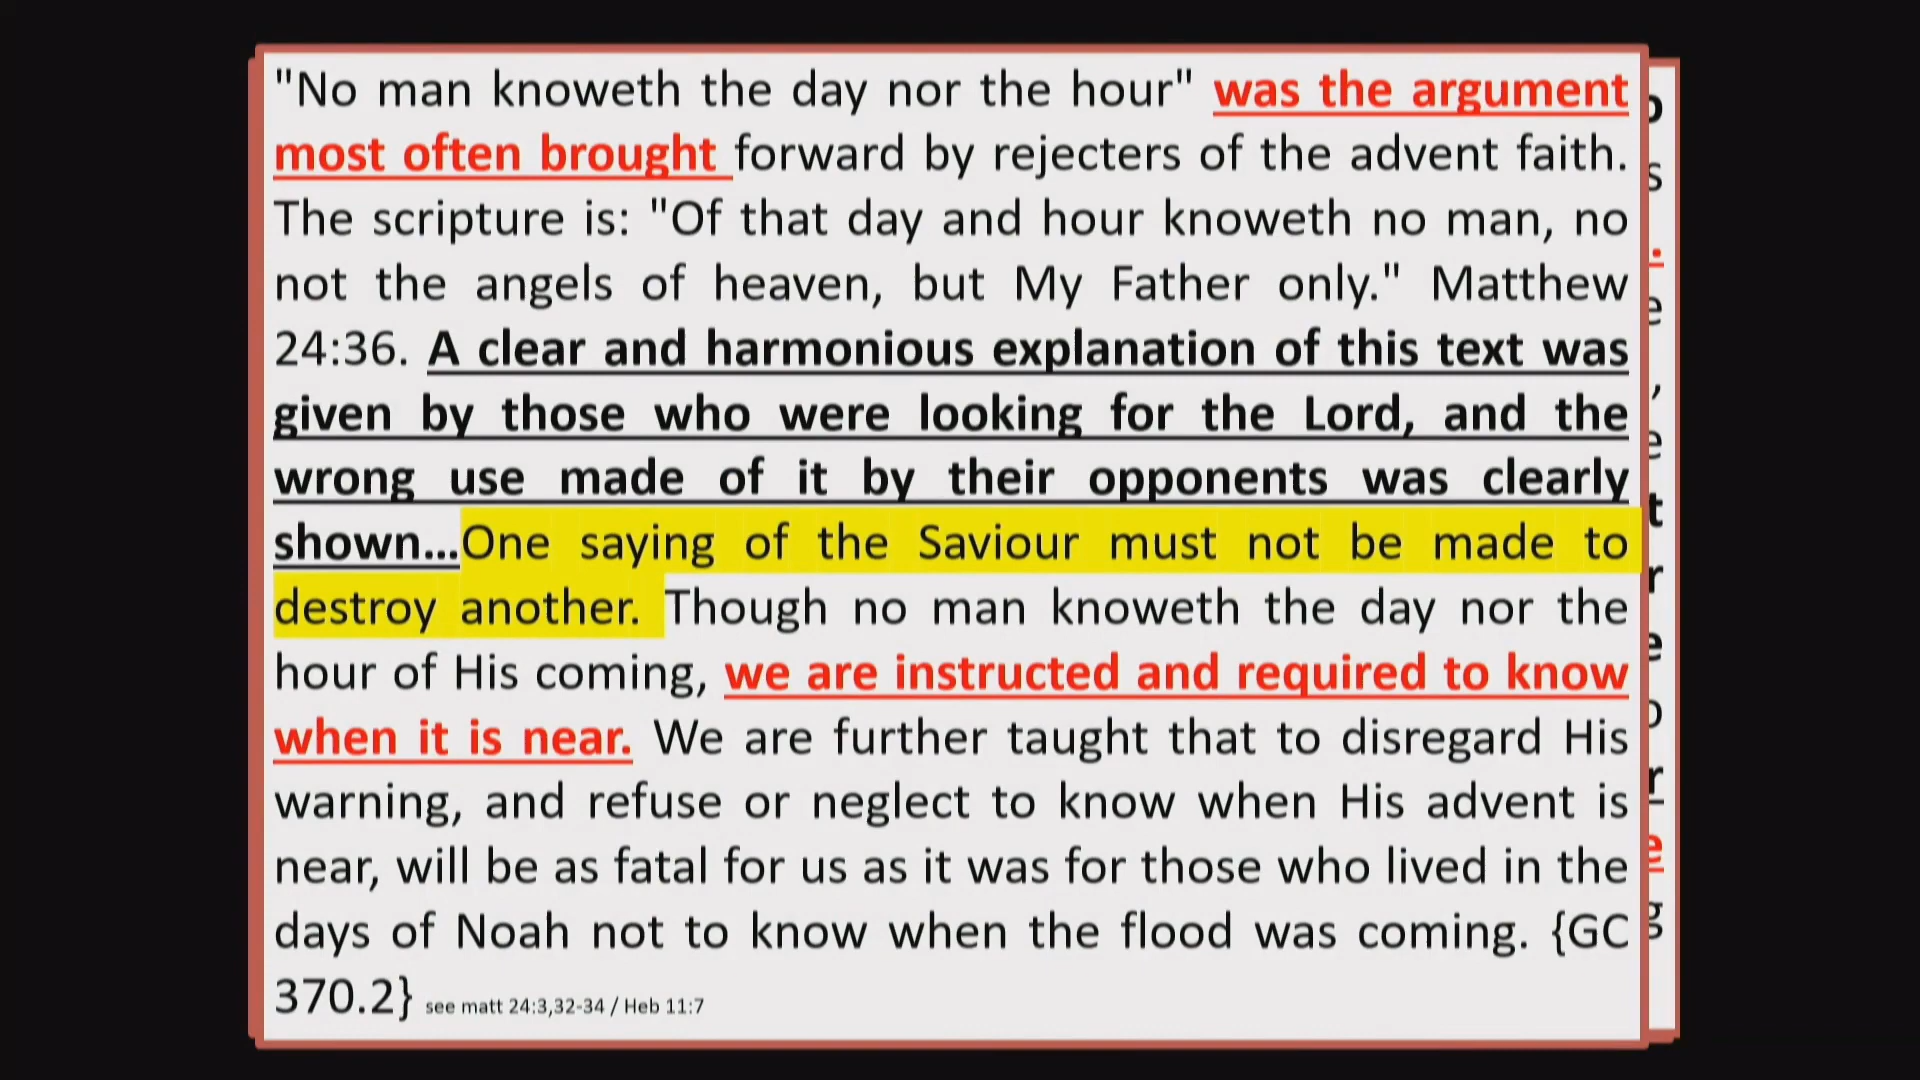 "No man knoweth the day nor the hour" was the argument
most often brought forward by rejecters of the advent faith.
The scripture is: "Of that day and hour knoweth no man, no
not the angels of heaven, but My Father only." Matthew
24:36. A clear and harmonious explanation of this text was
given by those who were looking for the Lord, and the
wrong use made of it by their opponents was clearly
shown...One saying of the Saviour must not be made to
destroy another. Though no man knoweth the day nor the
hour of His coming, we are instructed and required to know
when it is near. We are further taught that to disregard His
warning, and refuse or neglect to know when His advent is
near, will be as fatal for us as it was for those who lived in the
days of Noah not to know when the flood was coming. {GC
370.2} see matt 24:3,32-34 / Heb 11:7